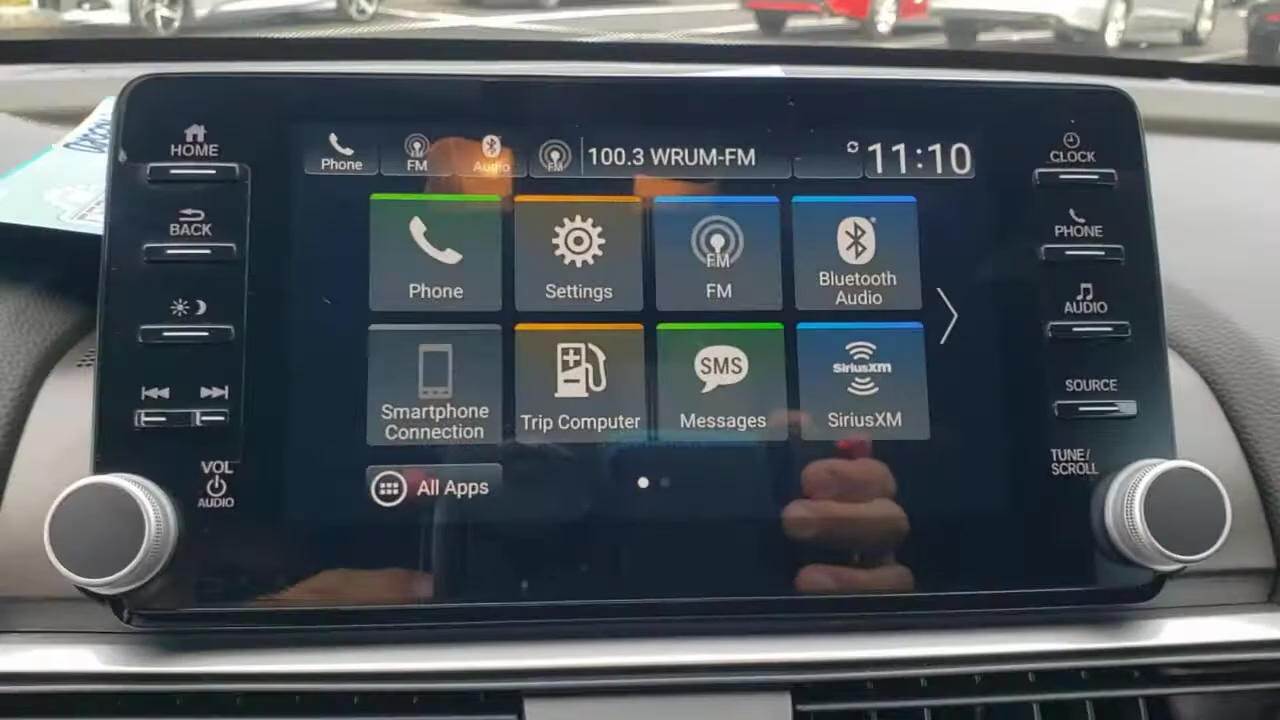 HOME
BACK
VOL
AUDIO
Phone
FM
Audio
FM
100.3 WRUM-FM
11:10
Phone
Settings
FM
FM
Bluetooth
Audio
Smartphone
Connection
Trip Computer
SMS
Messages
SiriusXM
SiriusXM
All Apps
CLOCK
PHONE
AUDIO
SOURCE
TUNE/
SCROLL